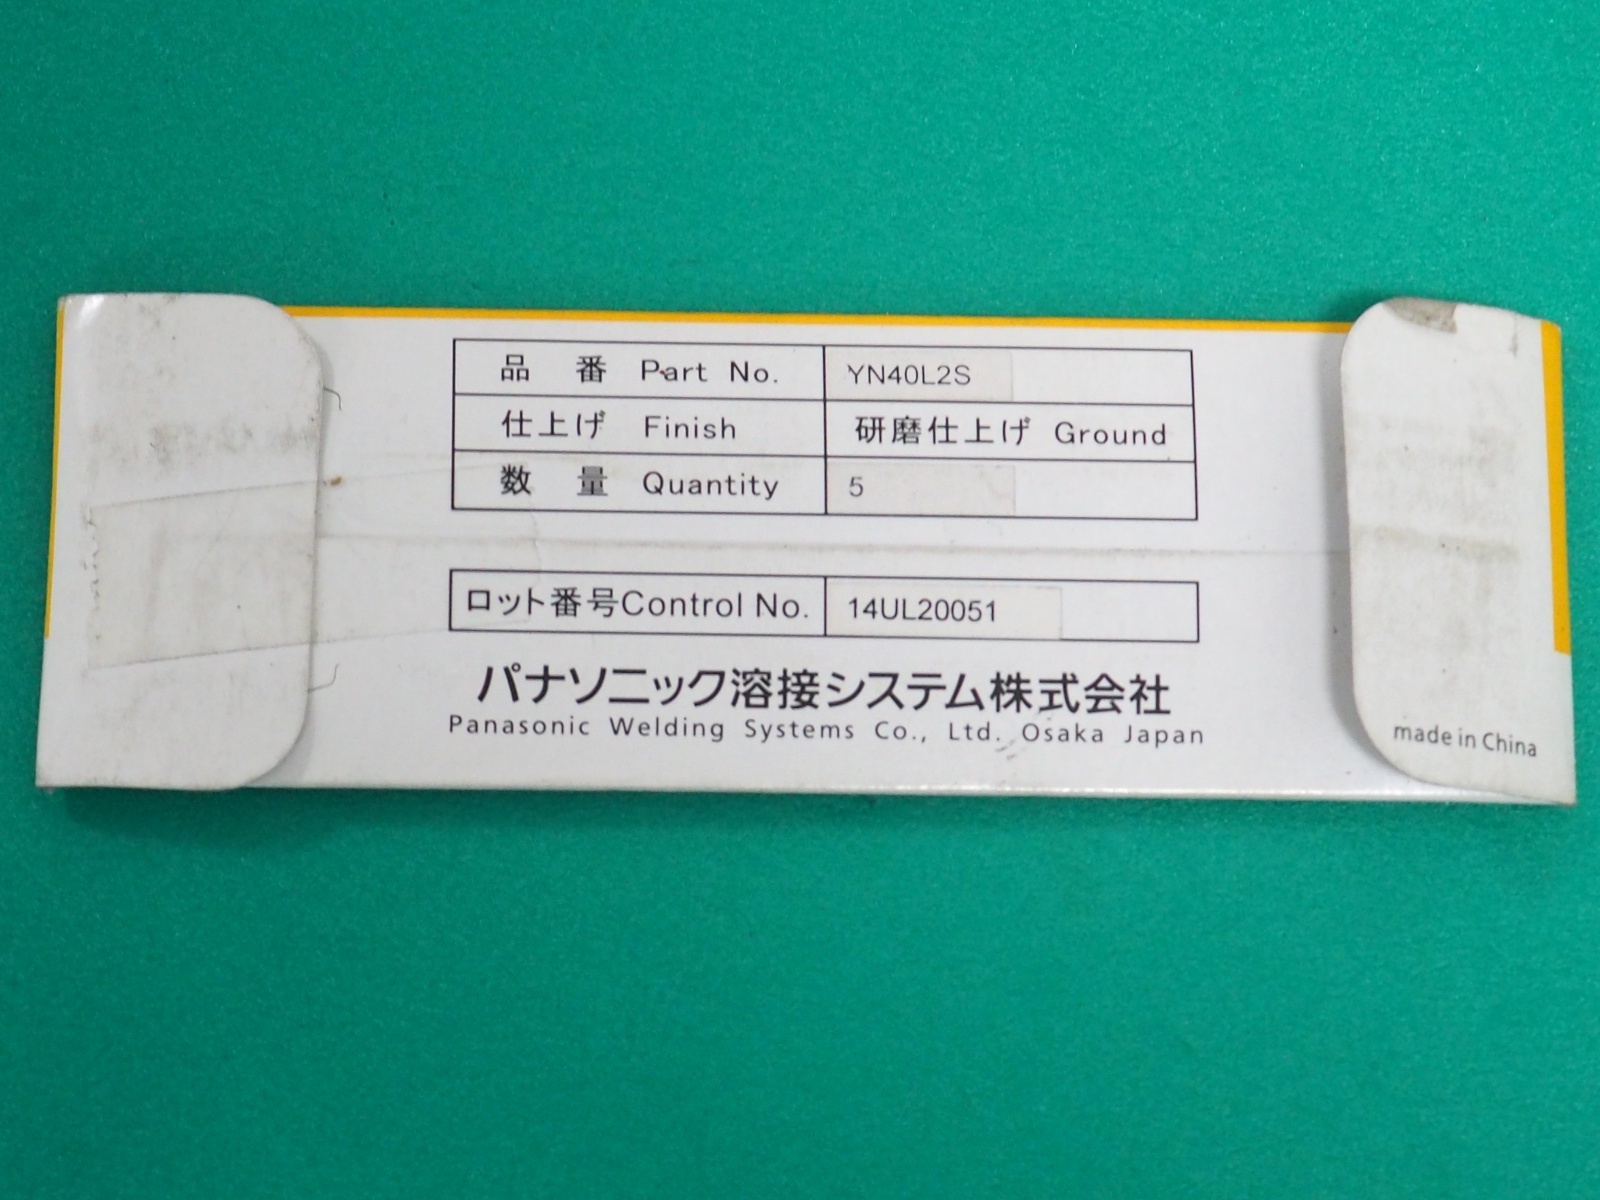 品番 Part No. YN40L2S
仕上げ Finish 研磨仕上げ Ground
数量 Quantity 5
ロット番号Control No. 14UL20051
パナソニック溶接システム株式会社
Panasonic Welding Systems Co., Ltd. Osaka Japan
made in China